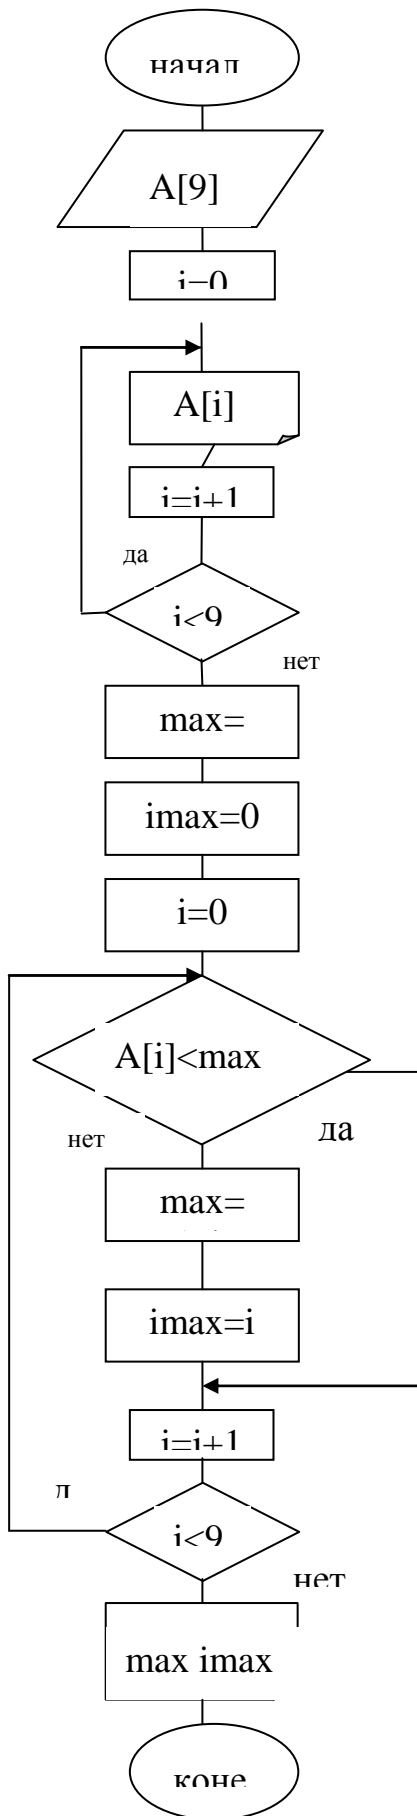 начал
A[9]
i=0
A[i]
i=i+1
да
i<9
нет
max=
imax=0
i=0
A[i]<max
нет
да
max=
imax=i
i=i+1
д
i<9
нет
max imax
коне